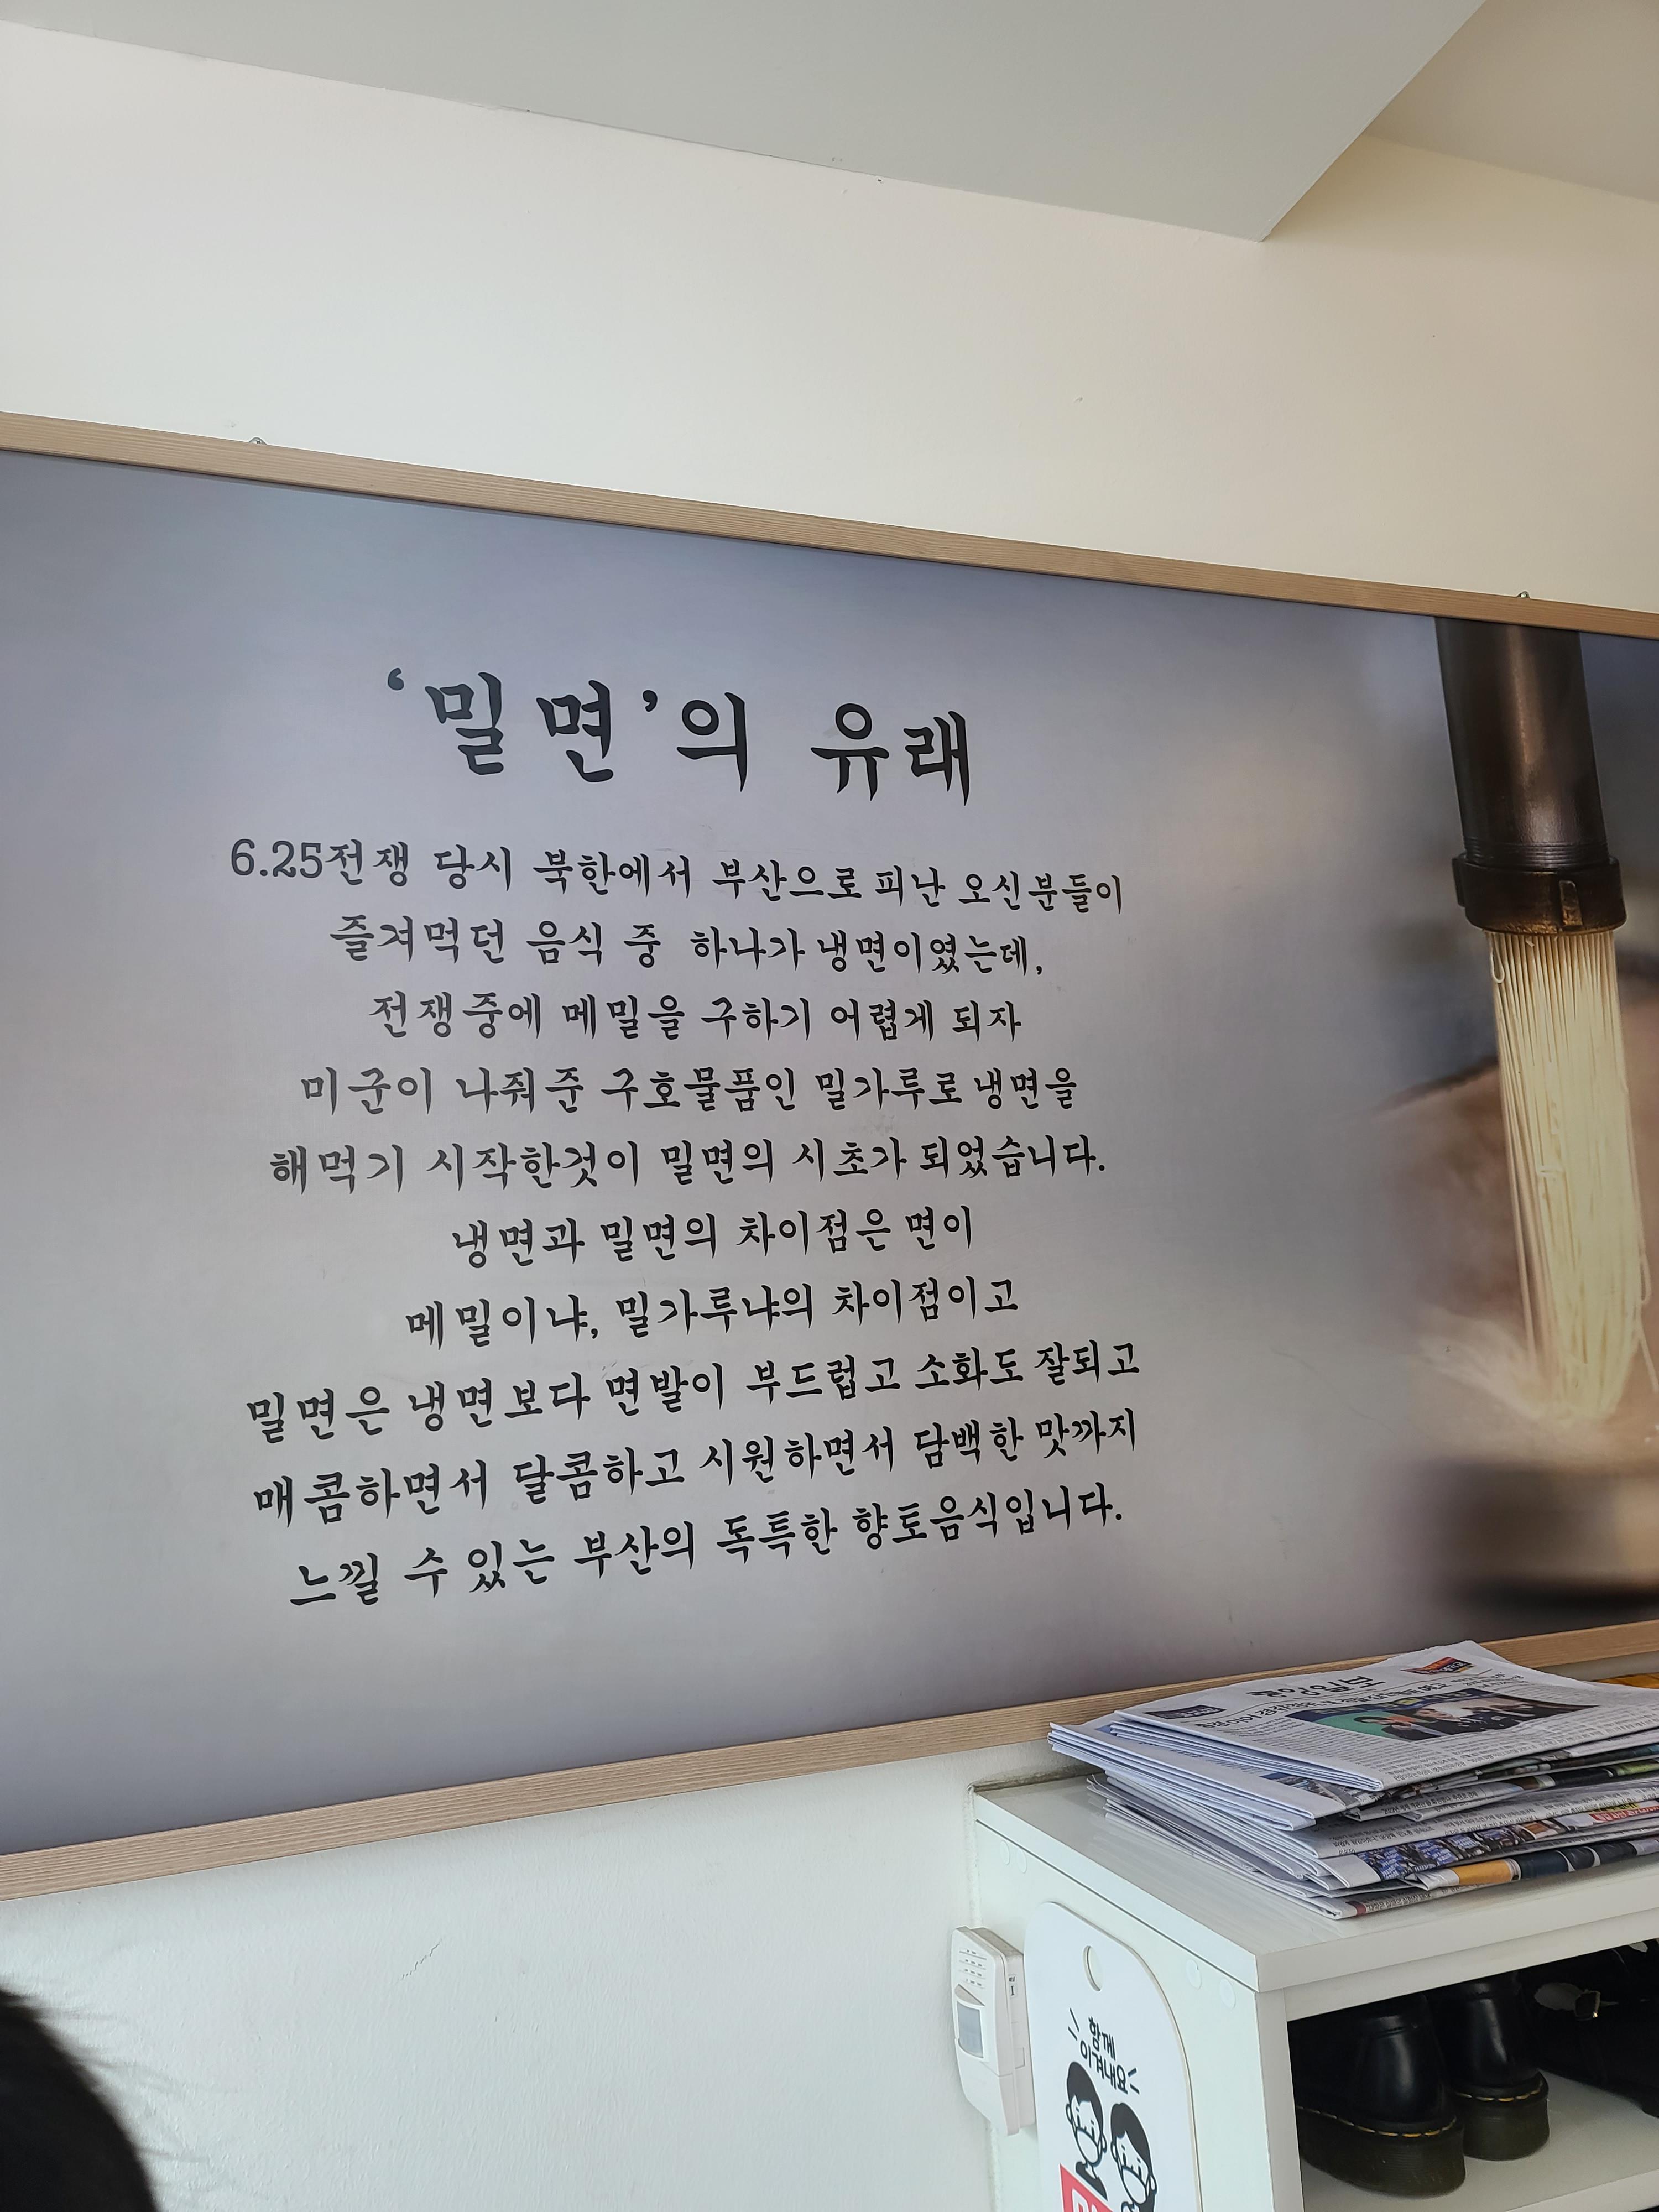 ‘밀면’의 유래
6.25전쟁 당시 북한에서 부산으로 피난 오신분들이
즐겨먹던 음식 중 하나가 냉면이였는데,
전쟁중에 메밀을 구하기 어렵게 되자
미군이 나눠준 구호물품인 밀가루로 냉면을
해먹기 시작한것이 밀면의 시초가 되었습니다.
냉면과 밀면의 차이점은 면이
메밀이냐, 밀가루냐의 차이점이고
밀면은 냉면보다 면발이 부드럽고 소화도 잘되고
매콤하면서 달콤하고 시원하면서 담백한 맛까지
느낄 수 있는 부산의 독특한 향토음식입니다.
중앙일보
함께
이겨내요